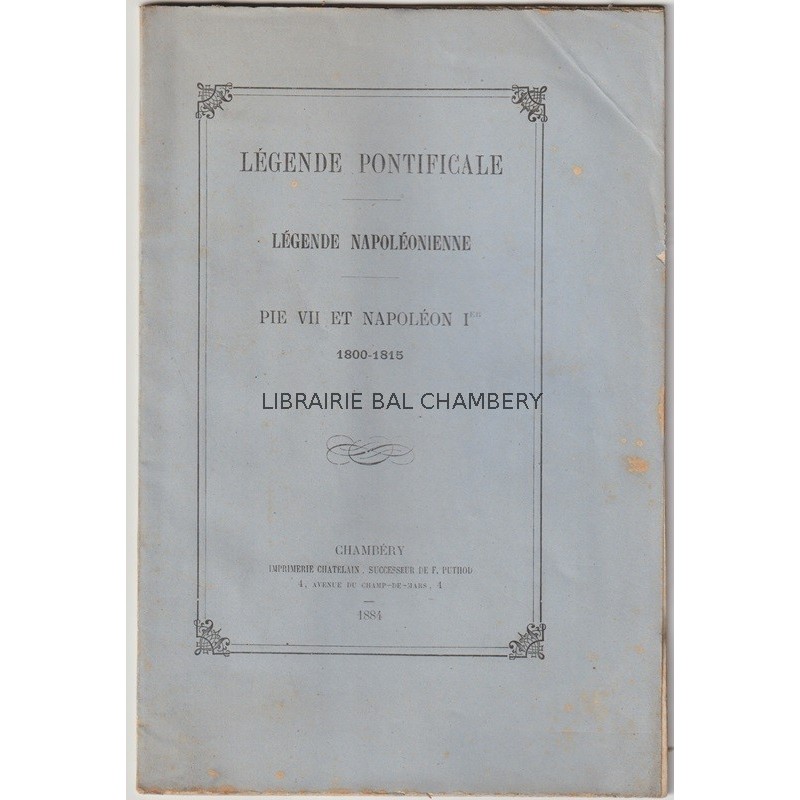 LÉGENDE PONTIFICALE
LÉGENDE NAPOLÉONIENNE
PIE VII ET NAPOLÉON IER
1800-1815
LIBRAIRIE BAL CHAMBERY
CHAMBÉRY
IMPRIMERIE CHATELAIN, SUCCESSEUR DE F. PUTHOD
4, AVENUE DU CHAMP-DE-MARS, 4
1884